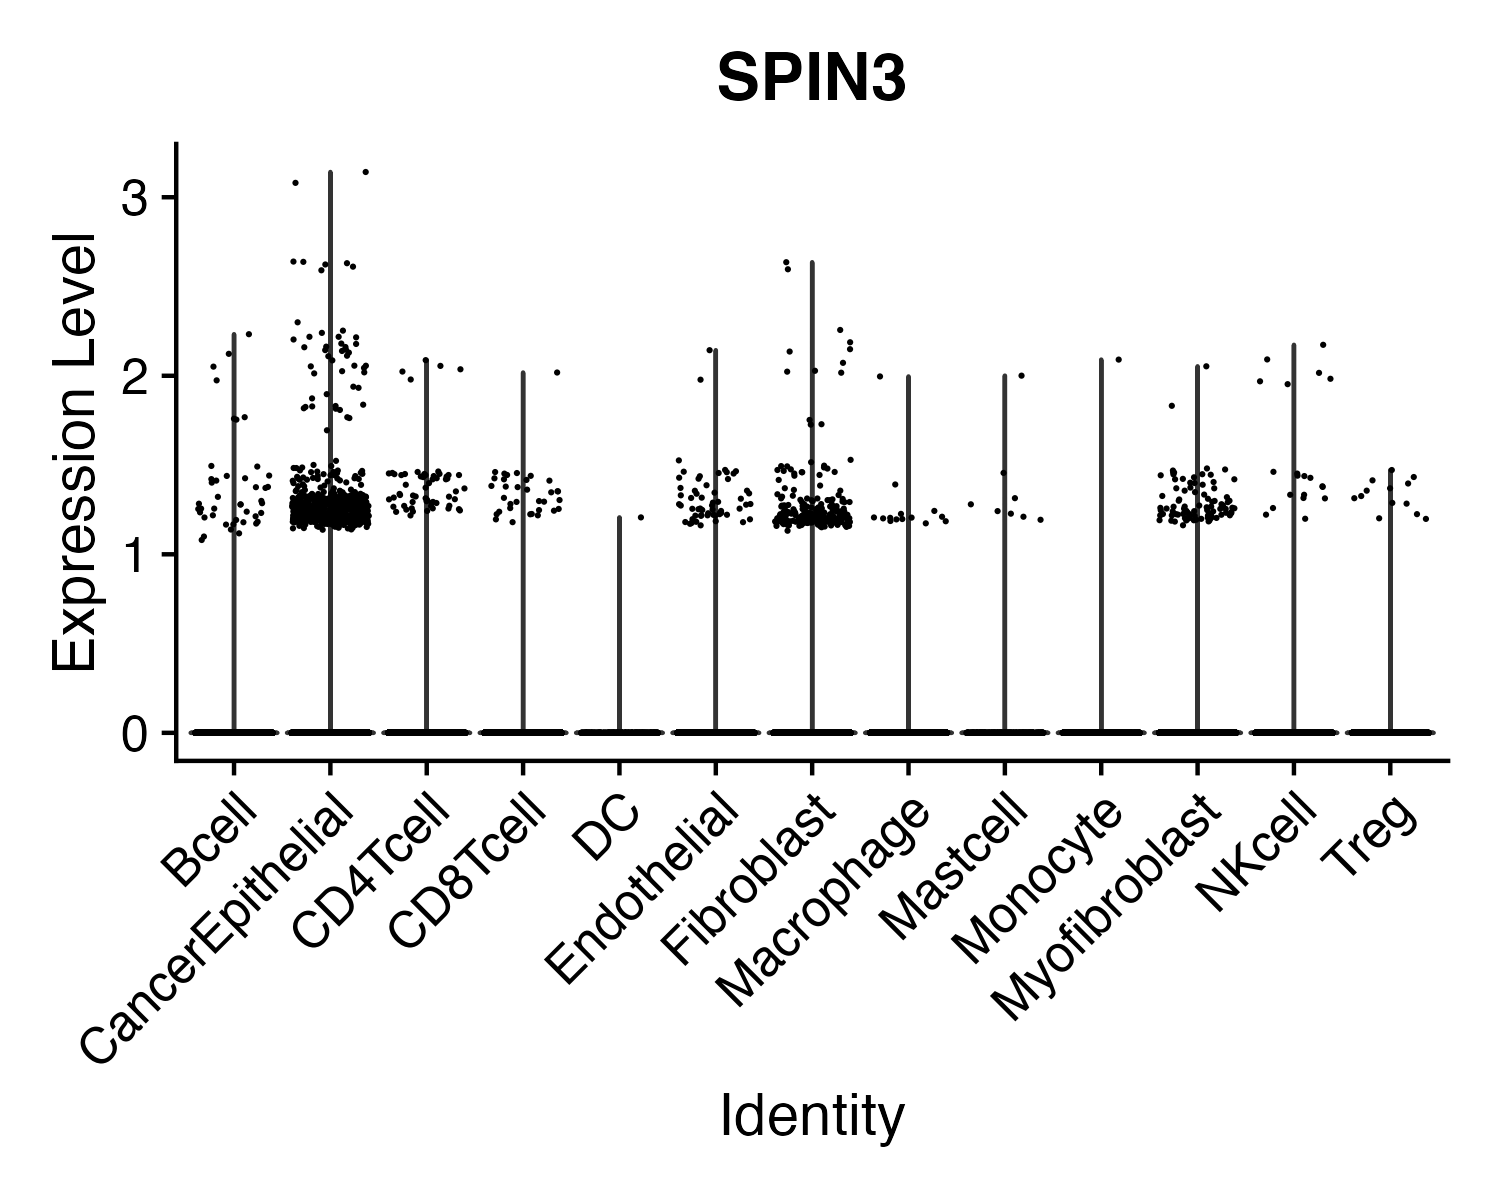 SPIN3
Expression Level
3
2
1
0
Bcell
CancerEpithelial
CD4Tcell
CD8Tcell
DC
Endothelial
Fibroblast
Macrophage
Mastcell
Monocyte
Myofibroblast
NKcell
Treg
Identity